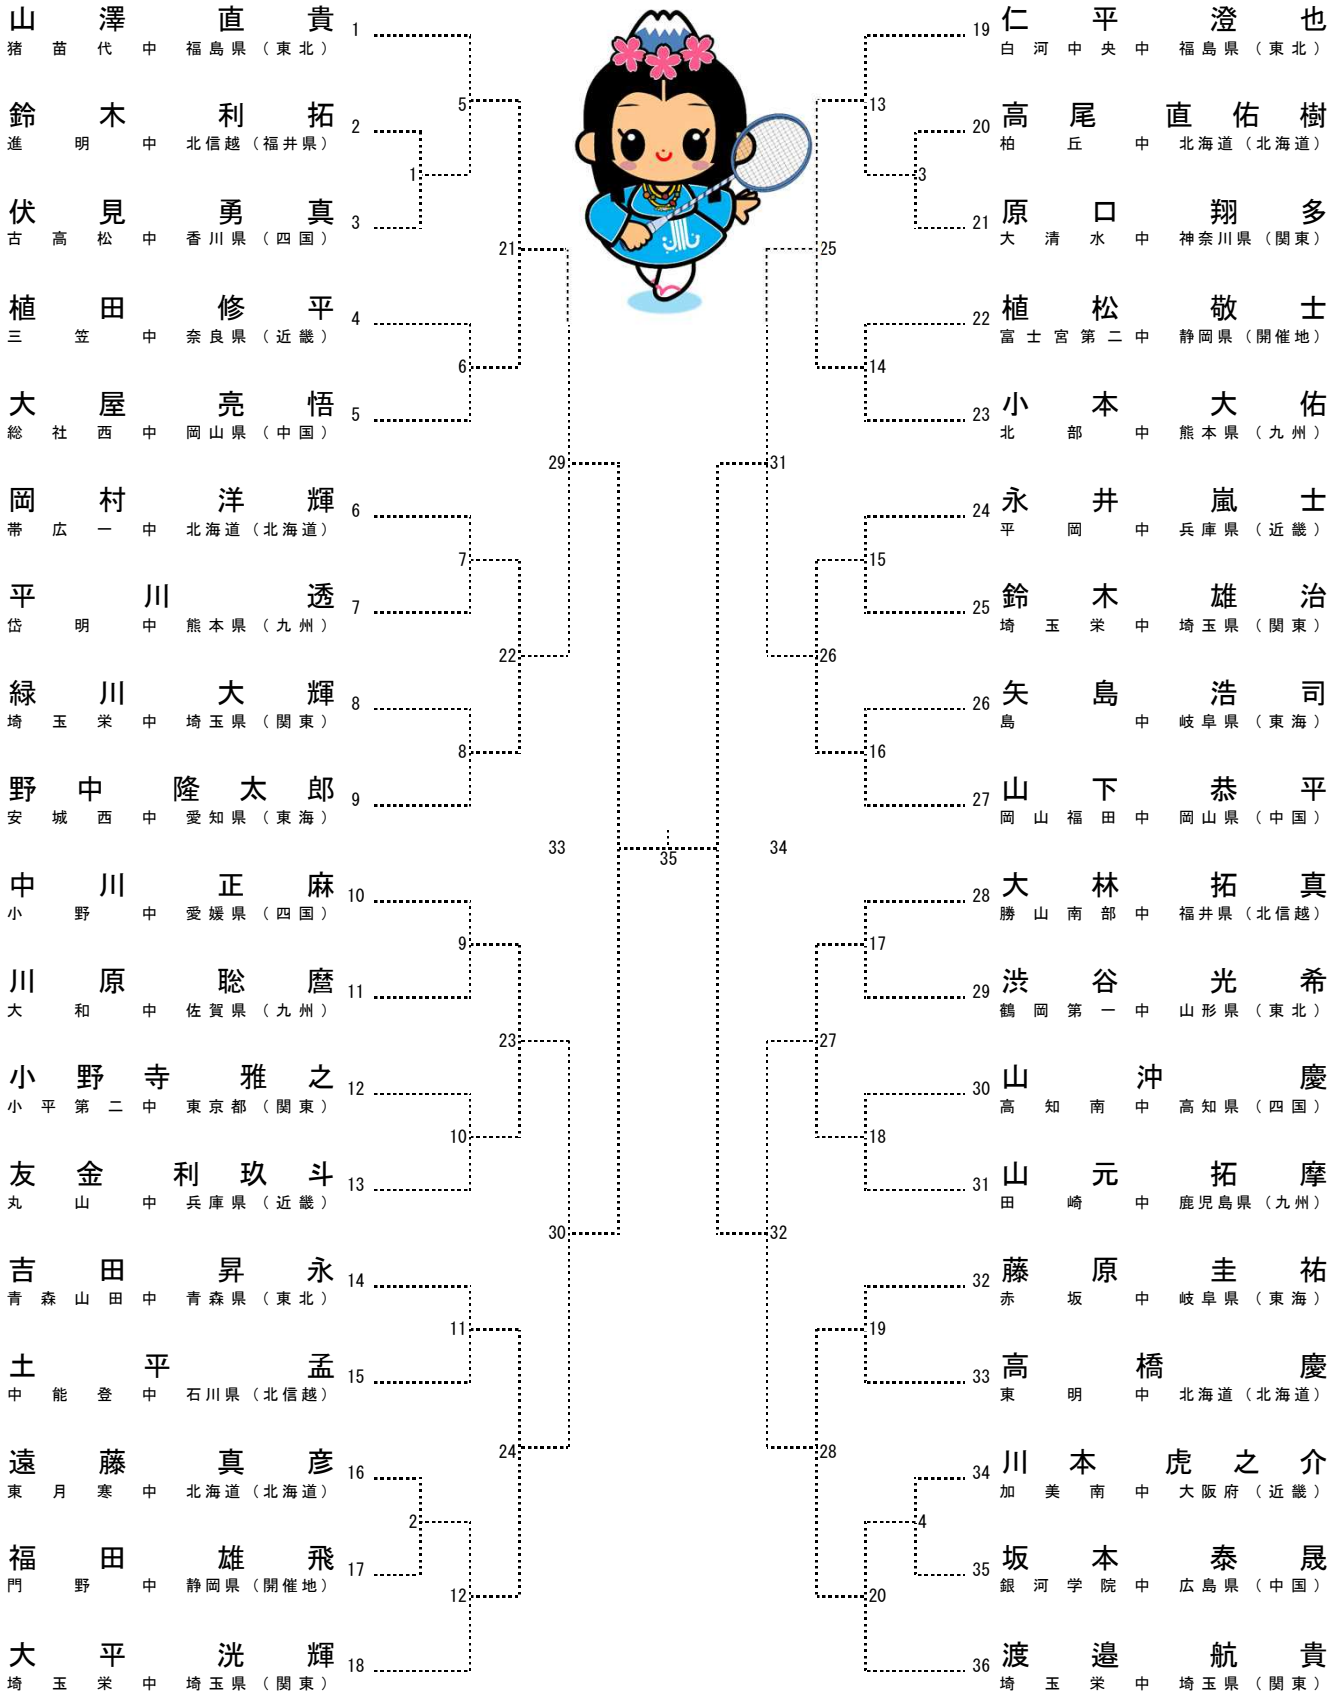 山澤直貴 1
猪苗代中 福島県（東北）
鈴木利拓 2
進明中 北信越（福井県）
伏見勇真 3
古高松中 香川県（四国）
植田修平 4
三笠中 奈良県（近畿）
大屋亮悟 5
総社西中 岡山県（中国）
岡村洋輝 6
帯広一中 北海道（北海道）
平川透 7
岱明中 熊本県（九州）
緑川大輝 8
埼玉栄中 埼玉県（関東）
野中隆太郎 9
安城西中 愛知県（東海）
中川正麻 10
小野中 愛媛県（四国）
川原聡麿 11
大和中 佐賀県（九州）
小野寺雅之 12
小平第二中 東京都（関東）
友金利玖斗 13
丸山中 兵庫県（近畿）
吉田昇永 14
青森山田中 青森県（東北）
土平孟 15
中能登中 石川県（北信越）
遠藤真彦 16
東月寒中 北海道（北海道）
福田雄飛 17
門野中 静岡県（開催地）
大平洸輝 18
埼玉栄中 埼玉県（関東）
1
2
5
6
7
8
9
10
11
12
21
22
23
24
29
30
33
35
34
31
32
25
26
27
28
13
14
15
16
17
18
19
20
3
4
19 仁平澄也
白河中央中 福島県（東北）
20 高尾直佑樹
柏丘中 北海道（北海道）
21 原口翔多
大清水中 神奈川県（関東）
22 植松敬士
富士宮第二中 静岡県（開催地）
23 小本大佑
北部中 熊本県（九州）
24 永井嵐士
平岡中 兵庫県（近畿）
25 鈴木雄治
埼玉栄中 埼玉県（関東）
26 矢島浩司
島中 岐阜県（東海）
27 山下恭平
岡山福田中 岡山県（中国）
28 大林拓真
勝山南部中 福井県（北信越）
29 渋谷光希
鶴岡第一中 山形県（東北）
30 山沖慶
高知南中 高知県（四国）
31 山元拓摩
田崎中 鹿児島県（九州）
32 藤原圭祐
赤坂中 岐阜県（東海）
33 高橋慶
東明中 北海道（北海道）
34 川本虎之介
加美南中 大阪府（近畿）
35 坂本泰晟
銀河学院中 広島県（中国）
36 渡邉航貴
埼玉栄中 埼玉県（関東）